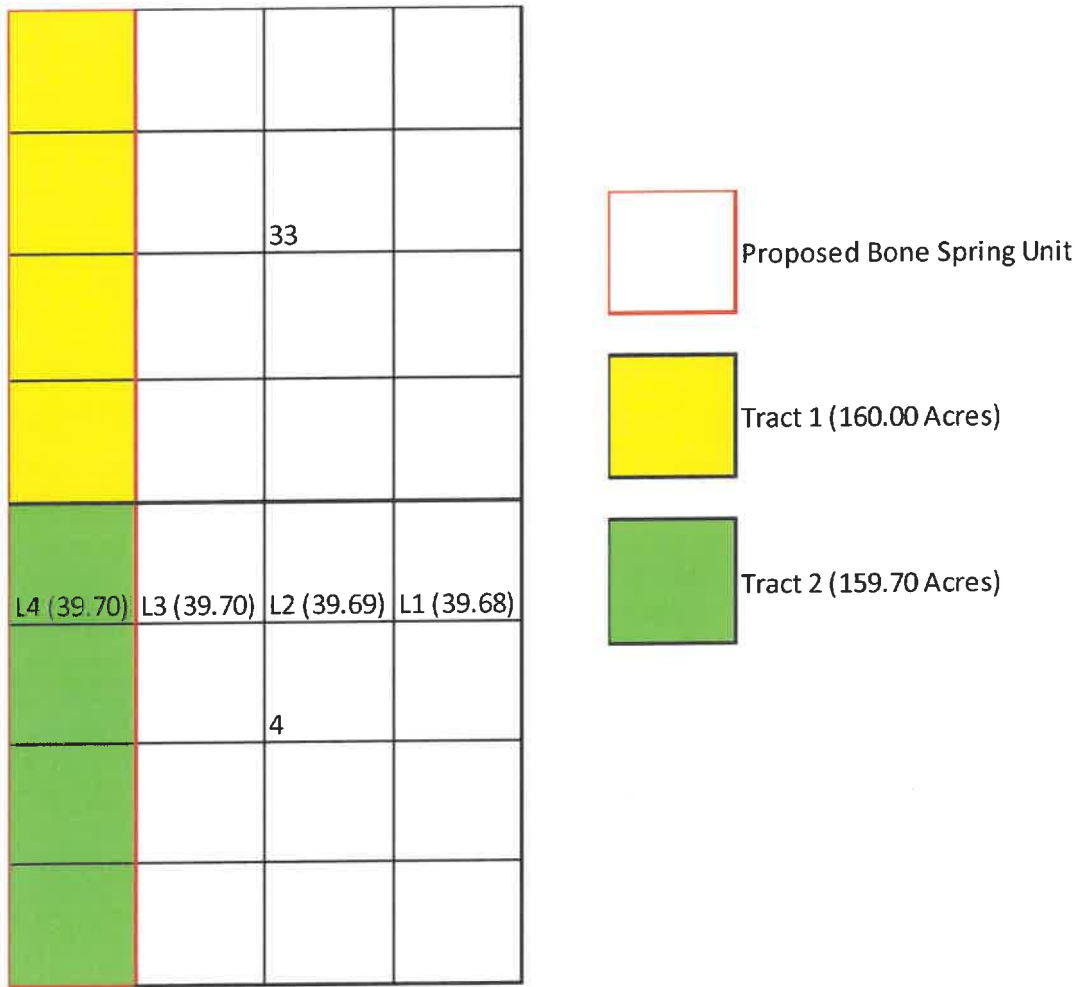 33
L4 (39.70) L3 (39.70) L2 (39.69) L1 (39.68)
4
Proposed Bone Spring Unit
Tract 1 (160.00 Acres)
Tract 2 (159.70 Acres)